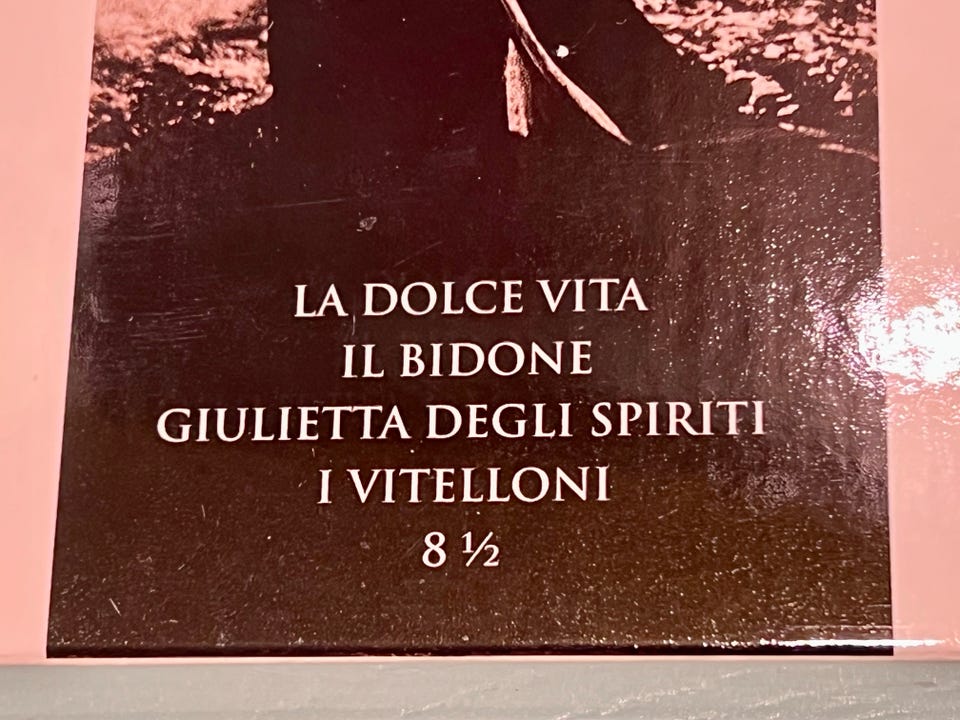 LA DOLCE VITA
IL BIDONE
GIULIETTA DEGLI SPIRITI
I VITELLONI
8 ½